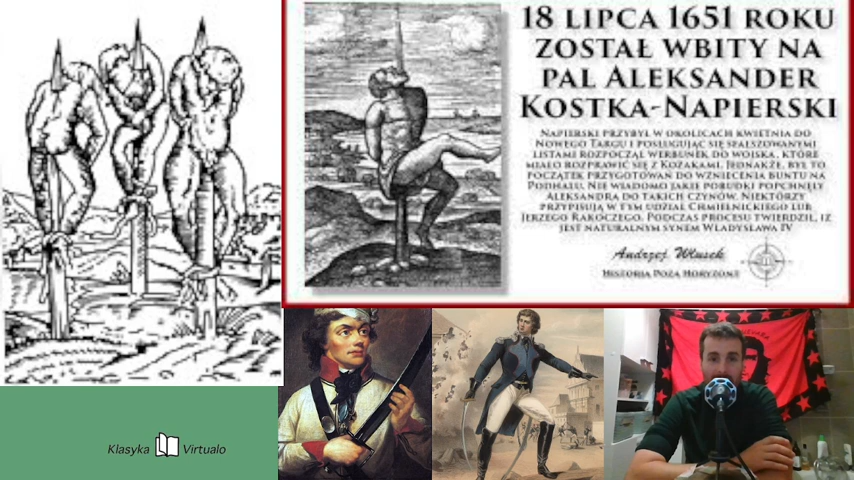 18 LIPCA 1651 ROKU
ZOSTAŁ WBITY NA
PAL ALEKSANDER
KOSTKA-NAPIERSKI
NAPIERSKI PRZYBYŁ W OKOLICACH KWIETNIA DO
NOWEGO TARGU I POSŁUGUJĄC SIĘ SFAŁSZOWANYMI
LISTAMI ROZPOCZĄŁ WERBUNEK DO WOJSKA, KTÓRE
MIAŁO ROZPRAWIĆ SIĘ Z KOZAKAMI. JEDNAKŻE, BYŁ TO
POCZĄTEK PRZYGOTOWAŃ DO WZNIECENIA BUNTU NA
PODHALU. NIE WIADOMO JAKIE POBUDKI POPCHNĘŁY
ALEKSANDRA DO TAKICH CZYNÓW. NIEKTÓRZY
PRZYPISUJĄ W TYM UDZIAŁ CHMIELNICKIEGO LUB
JERZEGO RAKOCZEGO. PODCZAS PROCESU TWIERDZIŁ, IŻ
JEST NATURALNYM SYNEM WŁADYSŁAWA IV
Andrzej Włusek
HISTORIA POZA HORYZONT
Klasyka Virtualo